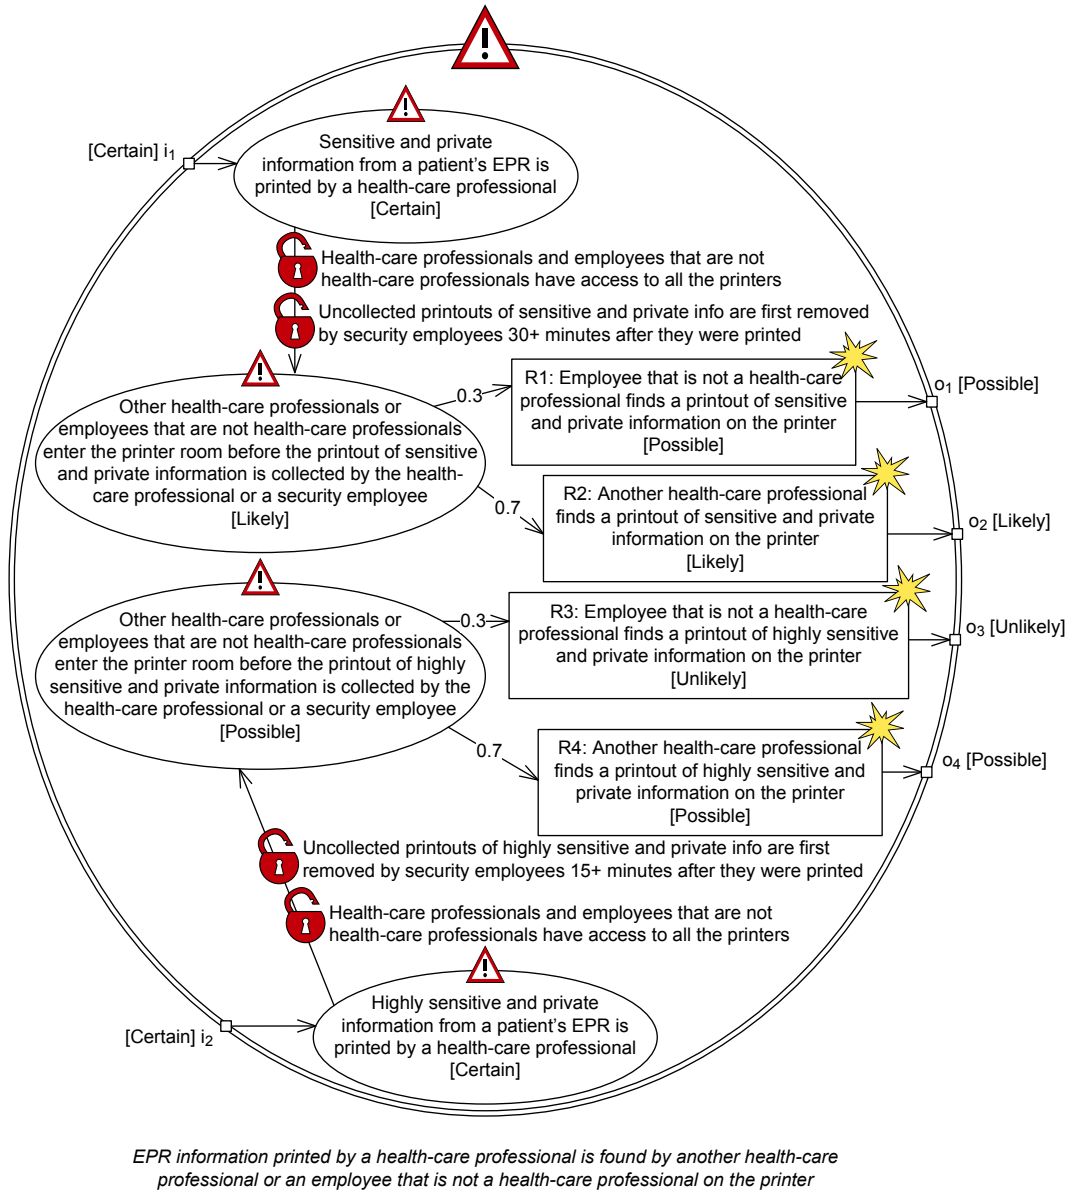 [Certain] i1
Sensitive and private
information from a patient's EPR is
printed by a health-care professional
[Certain]
Health-care professionals and employees that are not
health-care professionals have access to all the printers
Uncollected printouts of sensitive and private info are first removed
by security employees 30+ minutes after they were printed
Other health-care professionals or
employees that are not health-care professionals
enter the printer room before the printout of sensitive
and private information is collected by the health-
care professional or a security employee
[Likely]
0.3
R1: Employee that is not a health-care
professional finds a printout of sensitive
and private information on the printer
[Possible]
o1 [Possible]
0.7
R2: Another health-care professional
finds a printout of sensitive and private
information on the printer
[Likely]
o2 [Likely]
Other health-care professionals or
employees that are not health-care professionals
enter the printer room before the printout of highly
sensitive and private information is collected by the
health-care professional or a security employee
[Possible]
0.3
R3: Employee that is not a health-care
professional finds a printout of highly sensitive
and private information on the printer
[Unlikely]
o3 [Unlikely]
0.7
R4: Another health-care professional
finds a printout of highly sensitive and
private information on the printer
[Possible]
o4 [Possible]
Uncollected printouts of highly sensitive and private info are first
removed by security employees 15+ minutes after they were printed
Health-care professionals and employees that are not
health-care professionals have access to all the printers
[Certain] i2
Highly sensitive and private
information from a patient's EPR is
printed by a health-care professional
[Certain]
EPR information printed by a health-care professional is found by another health-care
professional or an employee that is not a health-care professional on the printer